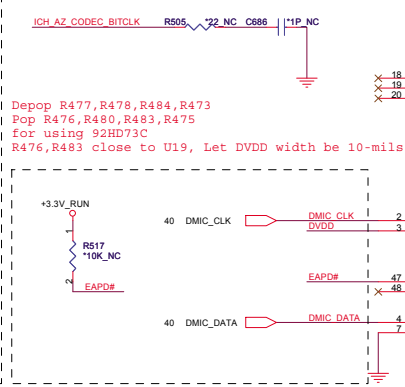 ICH_AZ_CODEC_BITCLK R505 *22_NC C686 *1P_NC
18
19
20
Depop R477,R478,R484,R473
Pop R476,R480,R483,R475
for using 92HD73C
R476,R483 close to U19, Let DVDD width be 10-mils
+3.3V_RUN
40 DMIC_CLK DMIC_CLK 2
DVDD 3
1
R517
*10K_NC
2
EAPD#
EAPD# 47
48
40 DMIC_DATA DMIC_DATA 4
7